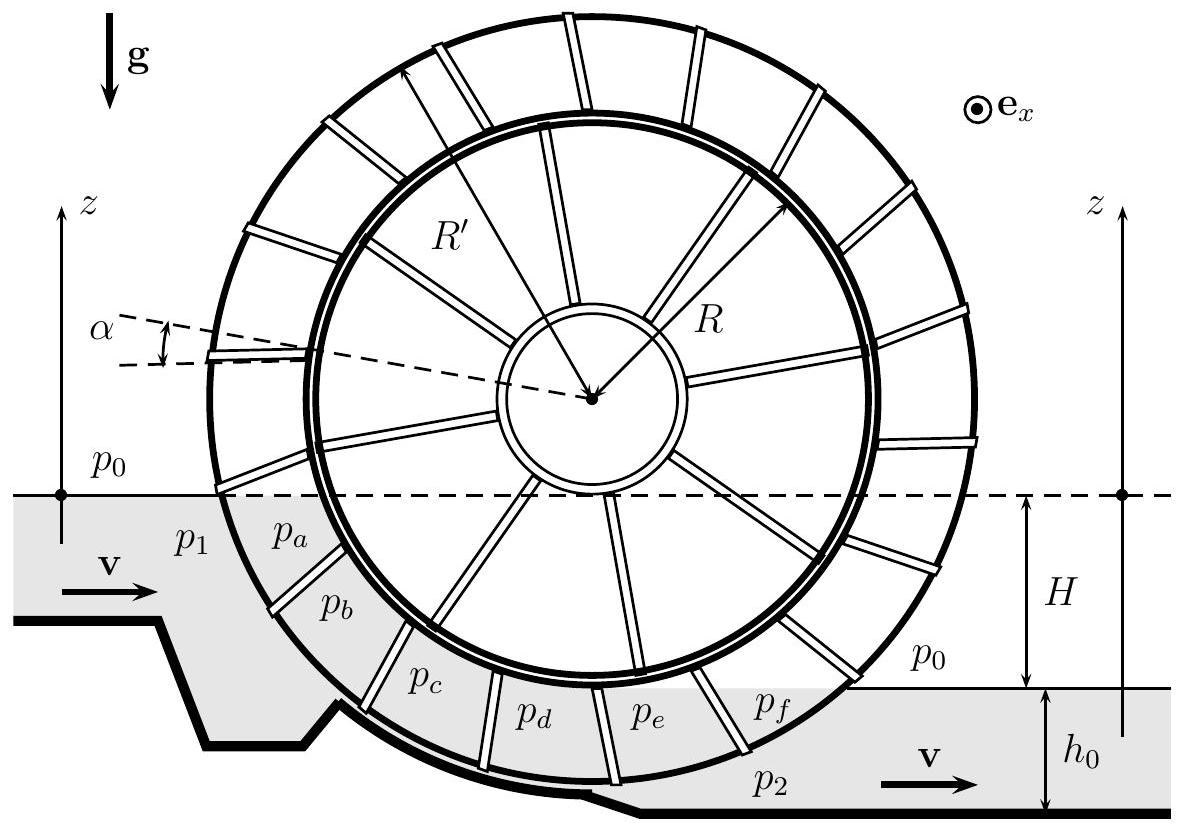 g
e_x
z
z
R′
R
α
p_0
p_1
p_a
v
p_b
H
p_0
p_c
p_d
p_e
p_f
p_2
v
h_0